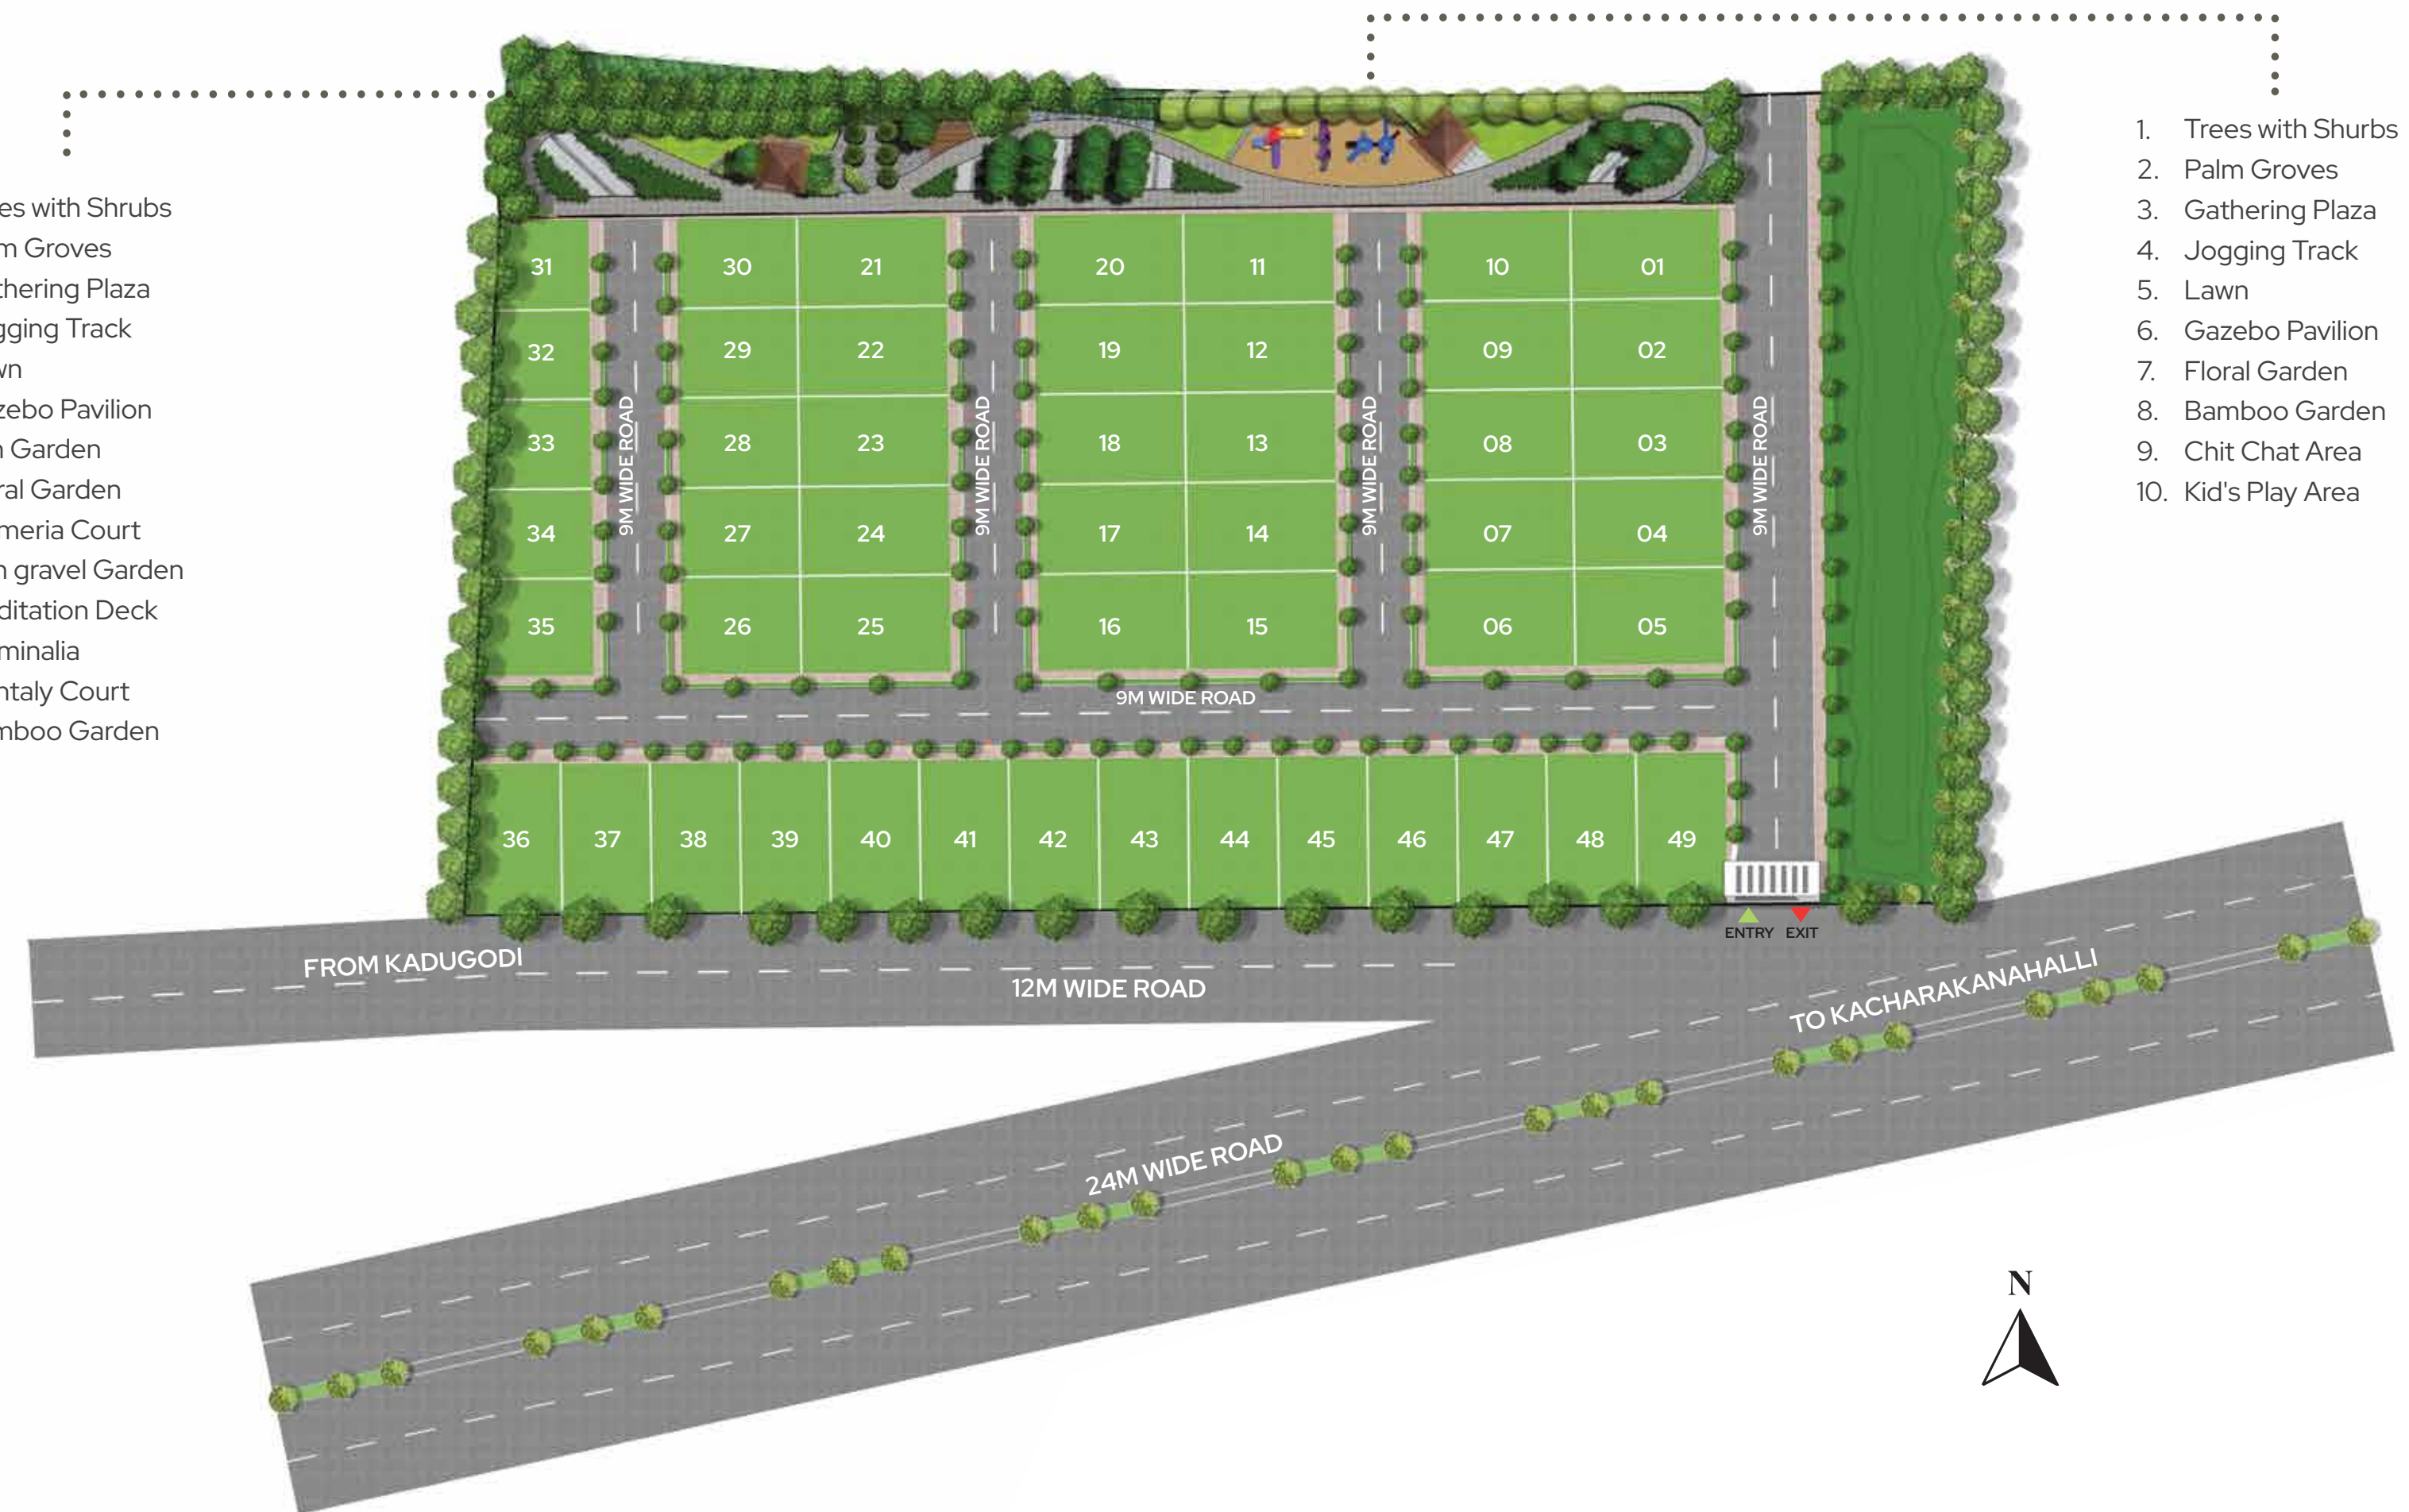 es with Shrubs
m Groves
thering Plaza
gging Track
wn
zebo Pavilion
n Garden
ral Garden
meria Court
n gravel Garden
ditation Deck
minalia
ntaly Court
mboo Garden
1. Trees with Shurbs
2. Palm Groves
3. Gathering Plaza
4. Jogging Track
5. Lawn
6. Gazebo Pavilion
7. Floral Garden
8. Bamboo Garden
9. Chit Chat Area
10. Kid's Play Area
31 30 21 20 11 10 01
32 29 22 19 12 09 02
33 28 23 18 13 08 03
9M WIDE ROAD
9M WIDE ROAD
9M WIDE ROAD
9M WIDE ROAD
34 27 24 17 14 07 04
35 26 25 16 15 06 05
9M WIDE ROAD
36 37 38 39 40 41 42 43 44 45 46 47 48 49
ENTRY EXIT
FROM KADUGODI
12M WIDE ROAD
TO KACHARAKANAHALLI
24M WIDE ROAD
N